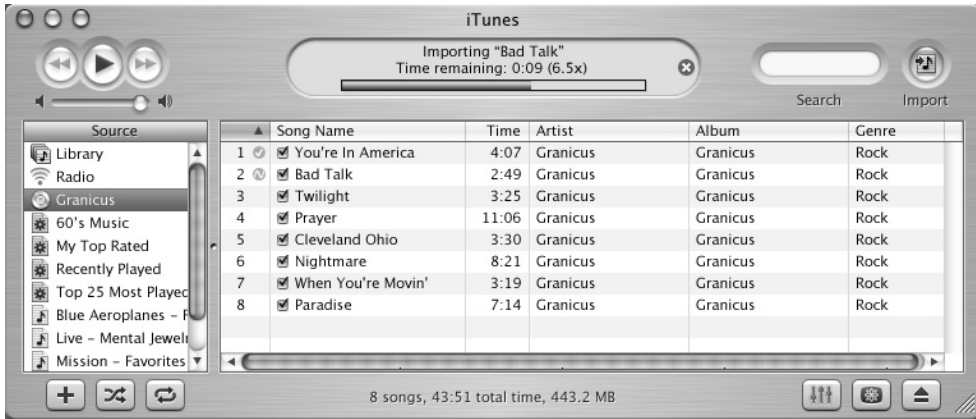 iTunes
Importing “Bad Talk”
Time remaining: 0:09 (6.5x)
Search
Import
Source
Library
Radio
Granicus
60's Music
My Top Rated
Recently Played
Top 25 Most Played
Blue Aeroplanes – F
Live – Mental Jewelr
Mission – Favorites
Song Name Time Artist Album Genre
1 You're In America 4:07 Granicus Granicus Rock
2 Bad Talk 2:49 Granicus Granicus Rock
3 Twilight 3:25 Granicus Granicus Rock
4 Prayer 11:06 Granicus Granicus Rock
5 Cleveland Ohio 3:30 Granicus Granicus Rock
6 Nightmare 8:21 Granicus Granicus Rock
7 When You're Movin' 3:19 Granicus Granicus Rock
8 Paradise 7:14 Granicus Granicus Rock
8 songs, 43:51 total time, 443.2 MB